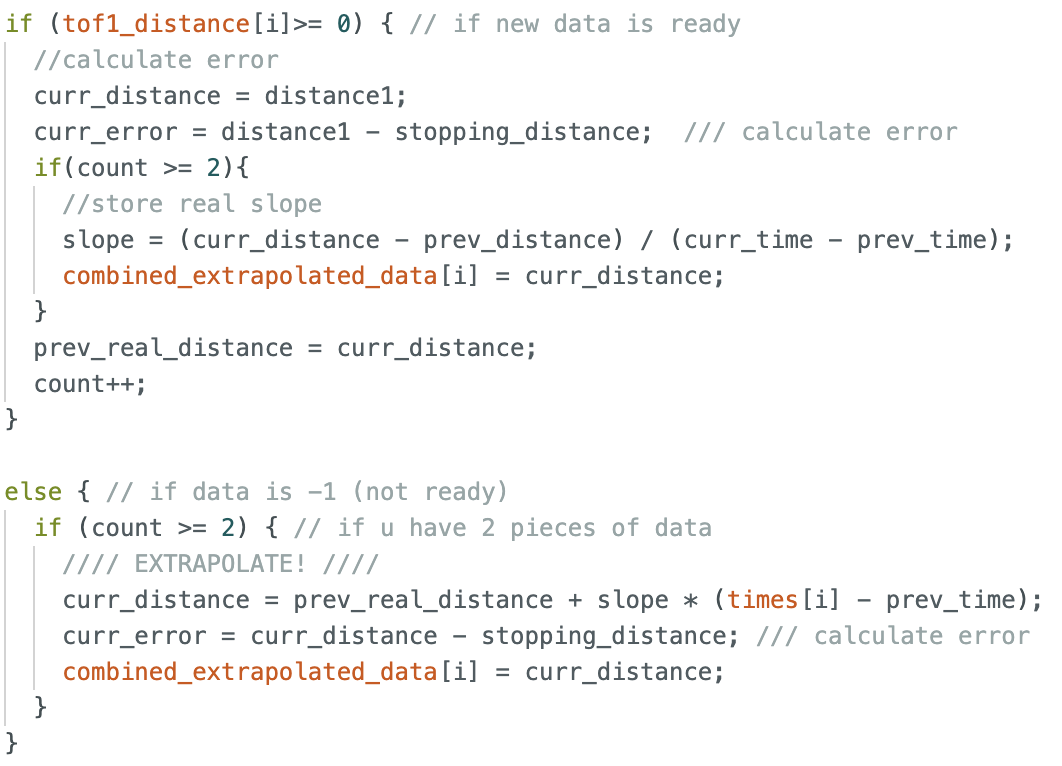 if (tof1_distance[i]>= 0) { // if new data is ready
  //calculate error
  curr_distance = distance1;
  curr_error = distance1 - stopping_distance;  /// calculate error
  if(count >= 2){
    //store real slope
    slope = (curr_distance - prev_distance) / (curr_time - prev_time);
    combined_extrapolated_data[i] = curr_distance;
  }
  prev_real_distance = curr_distance;
  count++;
}

else { // if data is -1 (not ready)
  if (count >= 2) { // if u have 2 pieces of data
    //// EXTRAPOLATE! ////
    curr_distance = prev_real_distance + slope * (times[i] - prev_time);
    curr_error = curr_distance - stopping_distance; /// calculate error
    combined_extrapolated_data[i] = curr_distance;
  }
}